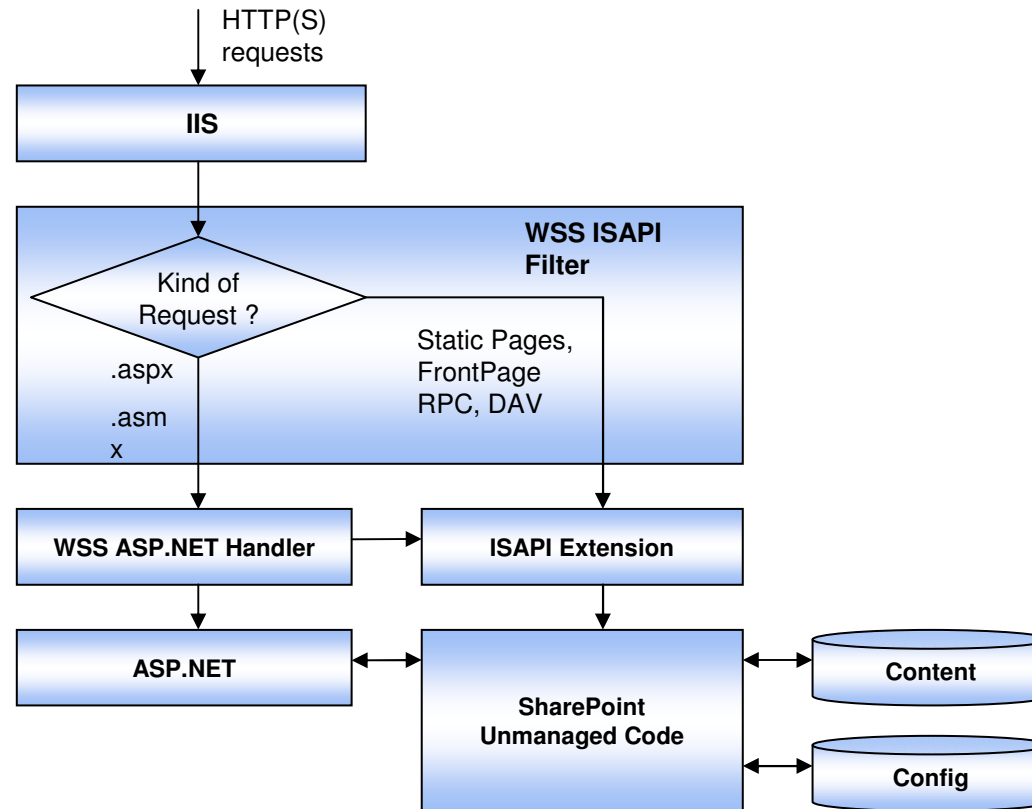 HTTP(S)
requests
IIS
WSS ISAPI
Filter
Kind of
Request ?
.aspx
.asm
x
Static Pages,
FrontPage
RPC, DAV
WSS ASP.NET Handler
ISAPI Extension
ASP.NET
SharePoint
Unmanaged Code
Content
Config